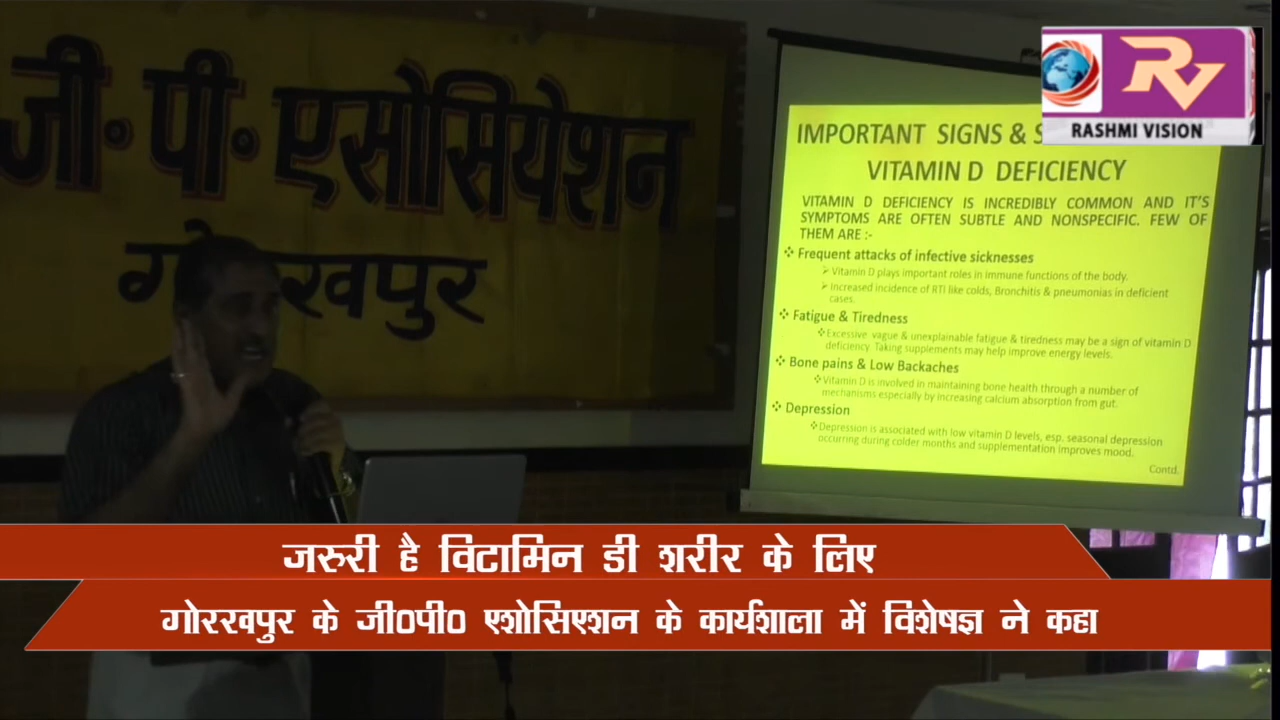 जी॰पी॰एसोसियेशन
गोरखपुर
RV
RASHMI VISION
IMPORTANT SIGNS & S
VITAMIN D DEFICIENCY
VITAMIN D DEFICIENCY IS INCREDIBLY COMMON AND IT'S
SYMPTOMS ARE OFTEN SUBTLE AND NONSPECIFIC. FEW OF
THEM ARE :-
❖ Frequent attacks of infective sicknesses
➢ Vitamin D plays important roles in immune functions of the body.
➢ Increased incidence of RTI like colds, Bronchitis & pneumonias in deficient
cases.
❖ Fatigue & Tiredness
❖Excessive vague & unexplainable fatigue & tiredness may be a sign of vitamin D
deficiency. Taking supplements may help improve energy levels.
❖ Bone pains & Low Backaches
❖Vitamin D is involved in maintaining bone health through a number of
mechanisms especially by increasing calcium absorption from gut.
❖ Depression
❖Depression is associated with low vitamin D levels, esp. seasonal depression
occurring during colder months and supplementation improves mood.
Contd.
जरुरी है विटामिन डी शरीर के लिए
गोरखपुर के जी0पी0 एशोसिएशन के कार्यशाला में विशेषज्ञ ने कहा